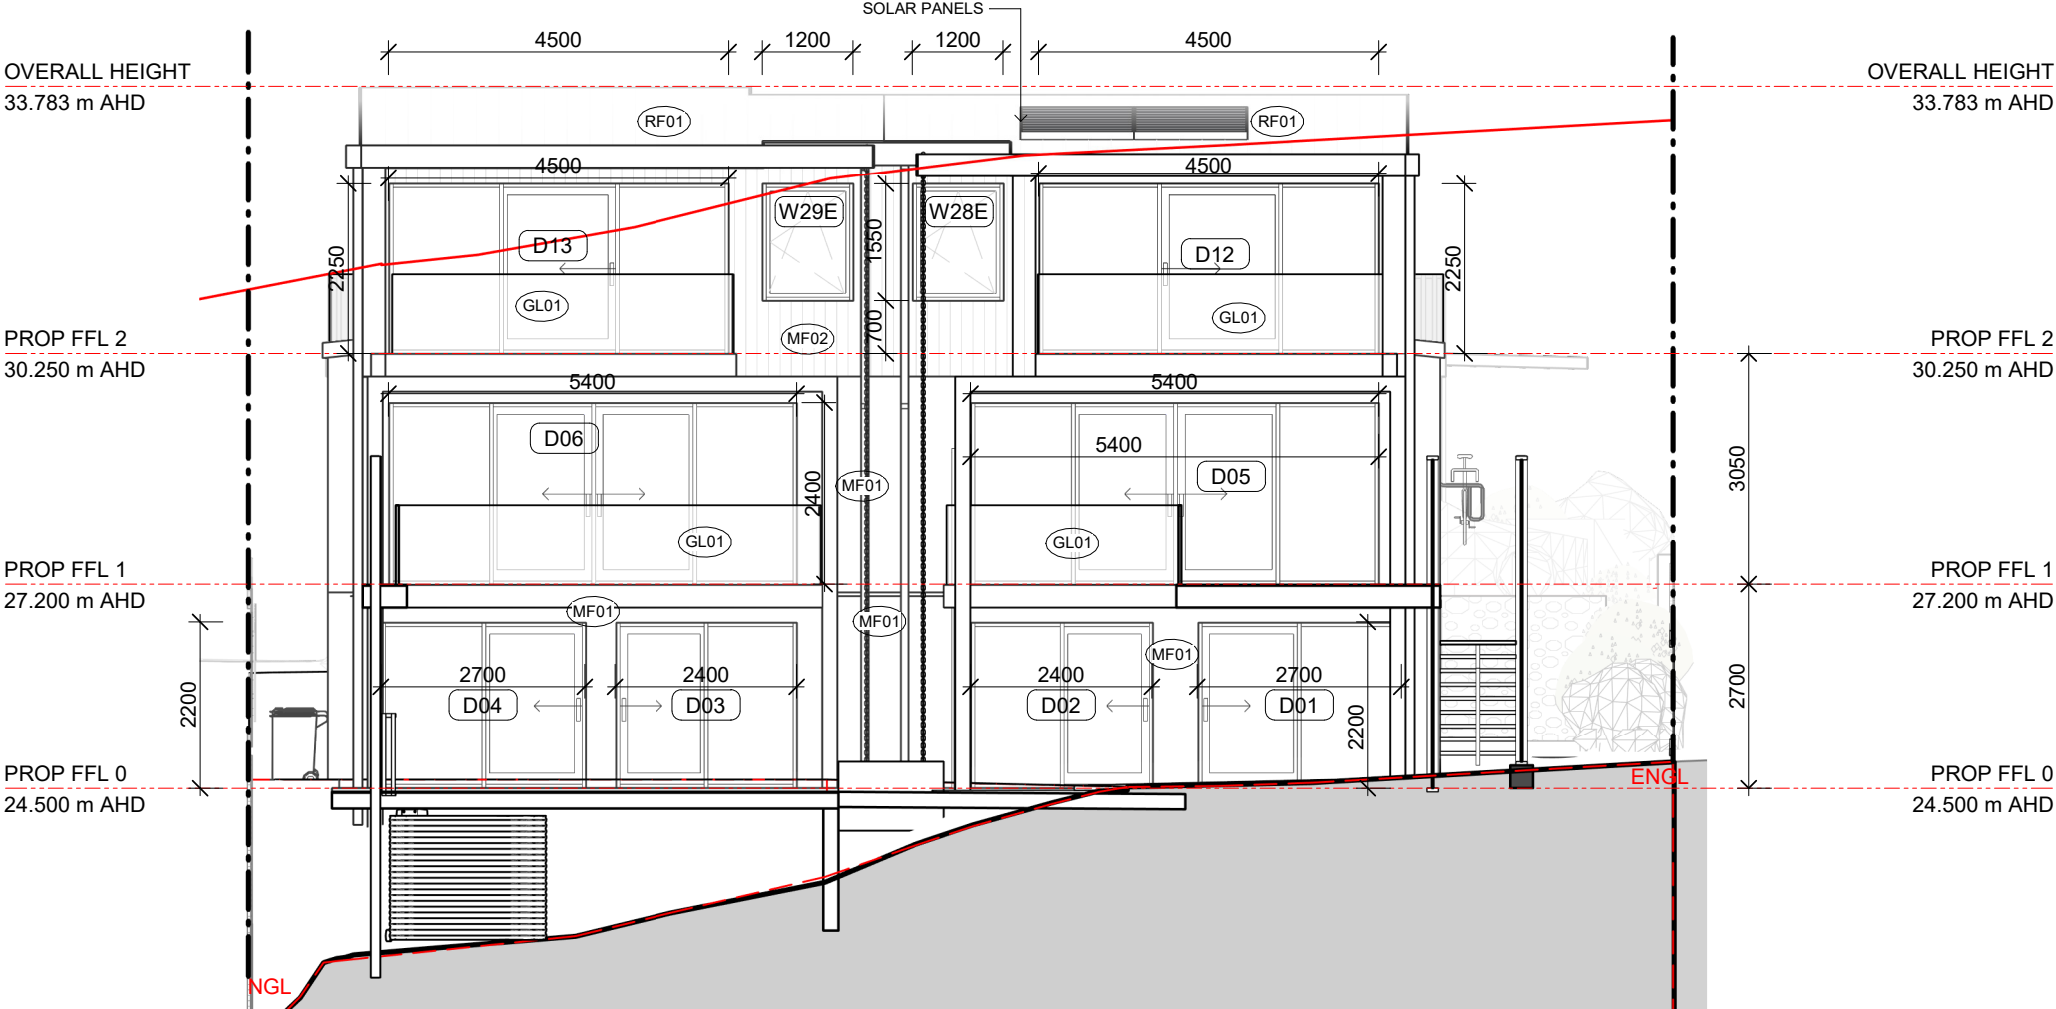 SOLAR PANELS
4500
1200
1200
4500
OVERALL HEIGHT
33.783 m AHD
OVERALL HEIGHT
33.783 m AHD
RF01
RF01
4500
4500
W29E
W28E
D13
D12
1550
2250
2250
GL01
GL01
700
MF02
PROP FFL 2
30.250 m AHD
PROP FFL 2
30.250 m AHD
5400
5400
D06
5400
D05
2400
MF01
3050
GL01
GL01
PROP FFL 1
27.200 m AHD
PROP FFL 1
27.200 m AHD
MF01
MF01
MF01
2700
2400
2400
2700
D04
D03
D02
D01
2200
2200
2700
PROP FFL 0
24.500 m AHD
ENGL
PROP FFL 0
24.500 m AHD
NGL